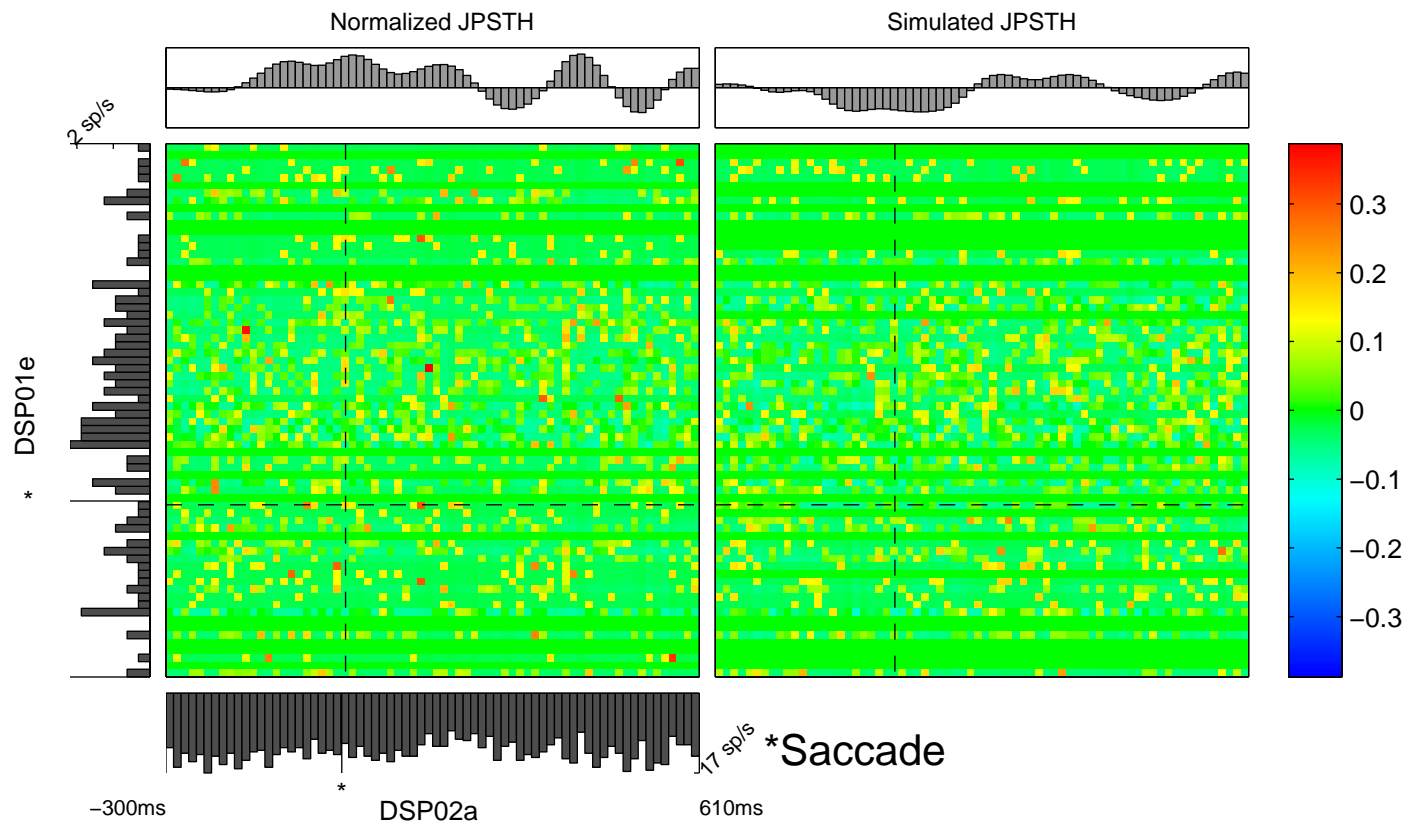 Normalized JPSTH
Simulated JPSTH
2 sp/s
0.3
0.2
0.1
0
−0.1
−0.2
−0.3
DSP01e
*
17 sp/s
*Saccade
*
−300ms
DSP02a
610ms